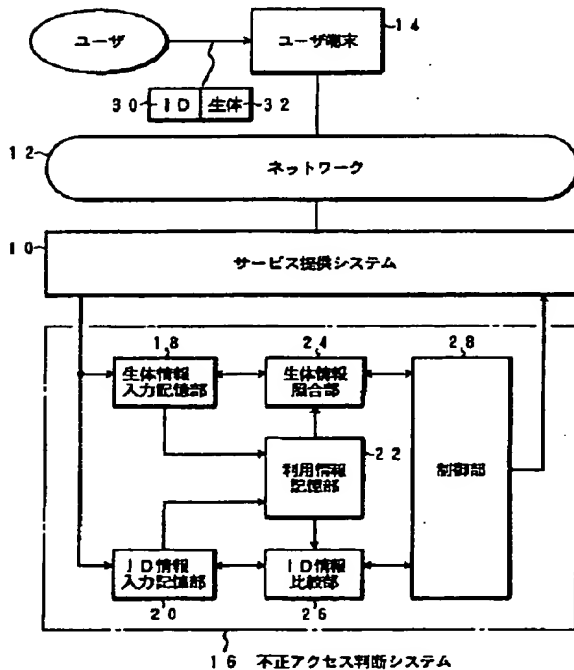 ユーザ
ユーザ端末
14
30
ID
生体
32
12
ネットワーク
10
サービス提供システム
18
24
28
生体情報
入力記憶部
生体情報
照合部
22
利用情報
記憶部
制御部
ID情報
入力記憶部
ID情報
比較部
20
26
16 不正アクセス判断システム